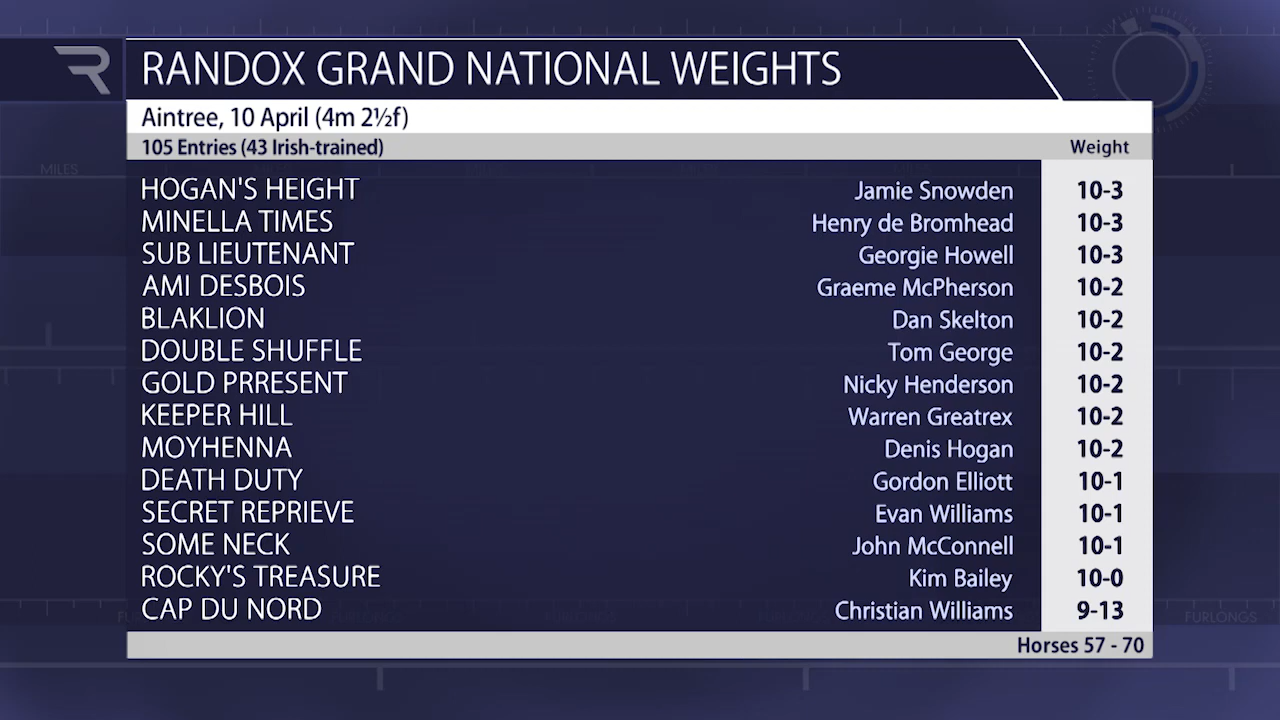 RANDOX GRAND NATIONAL WEIGHTS
Aintree, 10 April (4m 2½f)
105 Entries (43 Irish-trained) Weight
MILES
HOGAN'S HEIGHT Jamie Snowden 10-3
MINELLA TIMES Henry de Bromhead 10-3
SUB LIEUTENANT Georgie Howell 10-3
AMI DESBOIS Graeme McPherson 10-2
BLAKLION Dan Skelton 10-2
DOUBLE SHUFFLE Tom George 10-2
GOLD PRRESENT Nicky Henderson 10-2
KEEPER HILL Warren Greatrex 10-2
MOYHENNA Denis Hogan 10-2
DEATH DUTY Gordon Elliott 10-1
SECRET REPRIEVE Evan Williams 10-1
SOME NECK John McConnell 10-1
ROCKY'S TREASURE Kim Bailey 10-0
CAP DU NORD Christian Williams 9-13
FURLONGS
Horses 57 - 70